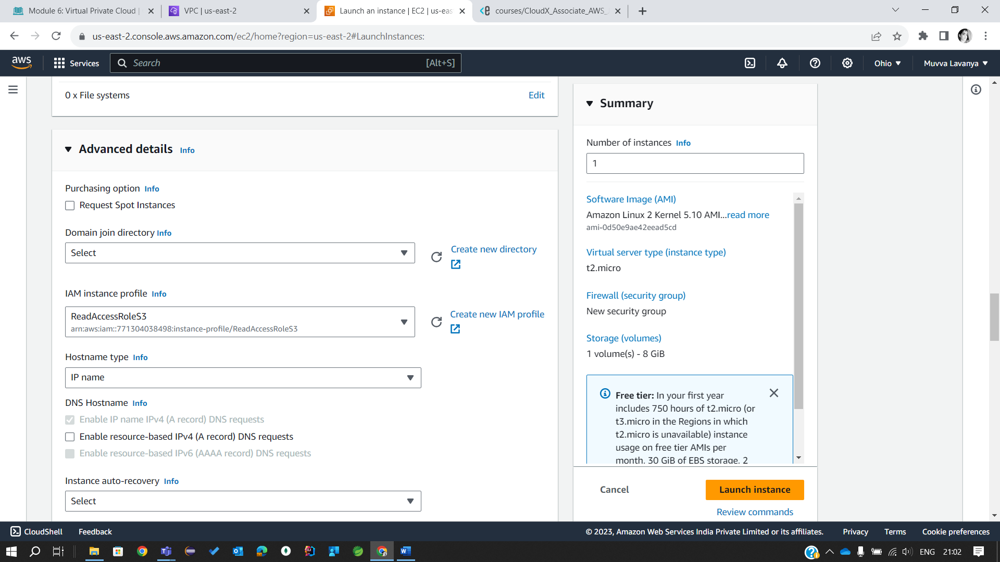 Module 6: Virtual Private Cloud |
VPC | us-east-2
Launch an instance | EC2 | us-eas
courses/CloudX_Associate_AWS_
us-east-2.console.aws.amazon.com/ec2/home?region=us-east-2#LaunchInstances:
aws
Services
Search
[Alt+S]
Ohio
Muvva Lavanya
0 x File systems
Edit
Advanced details Info
Purchasing option Info
Request Spot Instances
Domain join directory Info
Select
Create new directory
IAM instance profile Info
ReadAccessRoleS3
arn:aws:iam::771304038498:instance-profile/ReadAccessRoleS3
Create new IAM profile
Hostname type Info
IP name
DNS Hostname Info
Enable IP name IPv4 (A record) DNS requests
Enable resource-based IPv4 (A record) DNS requests
Enable resource-based IPv6 (AAAA record) DNS requests
Instance auto-recovery Info
Select
Summary
Number of instances Info
1
Software Image (AMI)
Amazon Linux 2 Kernel 5.10 AMI...read more
ami-0d50e9ae42eead5cd
Virtual server type (instance type)
t2.micro
Firewall (security group)
New security group
Storage (volumes)
1 volume(s) - 8 GiB
Free tier: In your first year
includes 750 hours of t2.micro (or
t3.micro in the Regions in which
t2.micro is unavailable) instance
usage on free tier AMIs per
month, 30 GiB of EBS storage, 2
Cancel
Launch instance
Review commands
CloudShell
Feedback
© 2023, Amazon Web Services India Private Limited or its affiliates.
Privacy
Terms
Cookie preferences
ENG
21:02